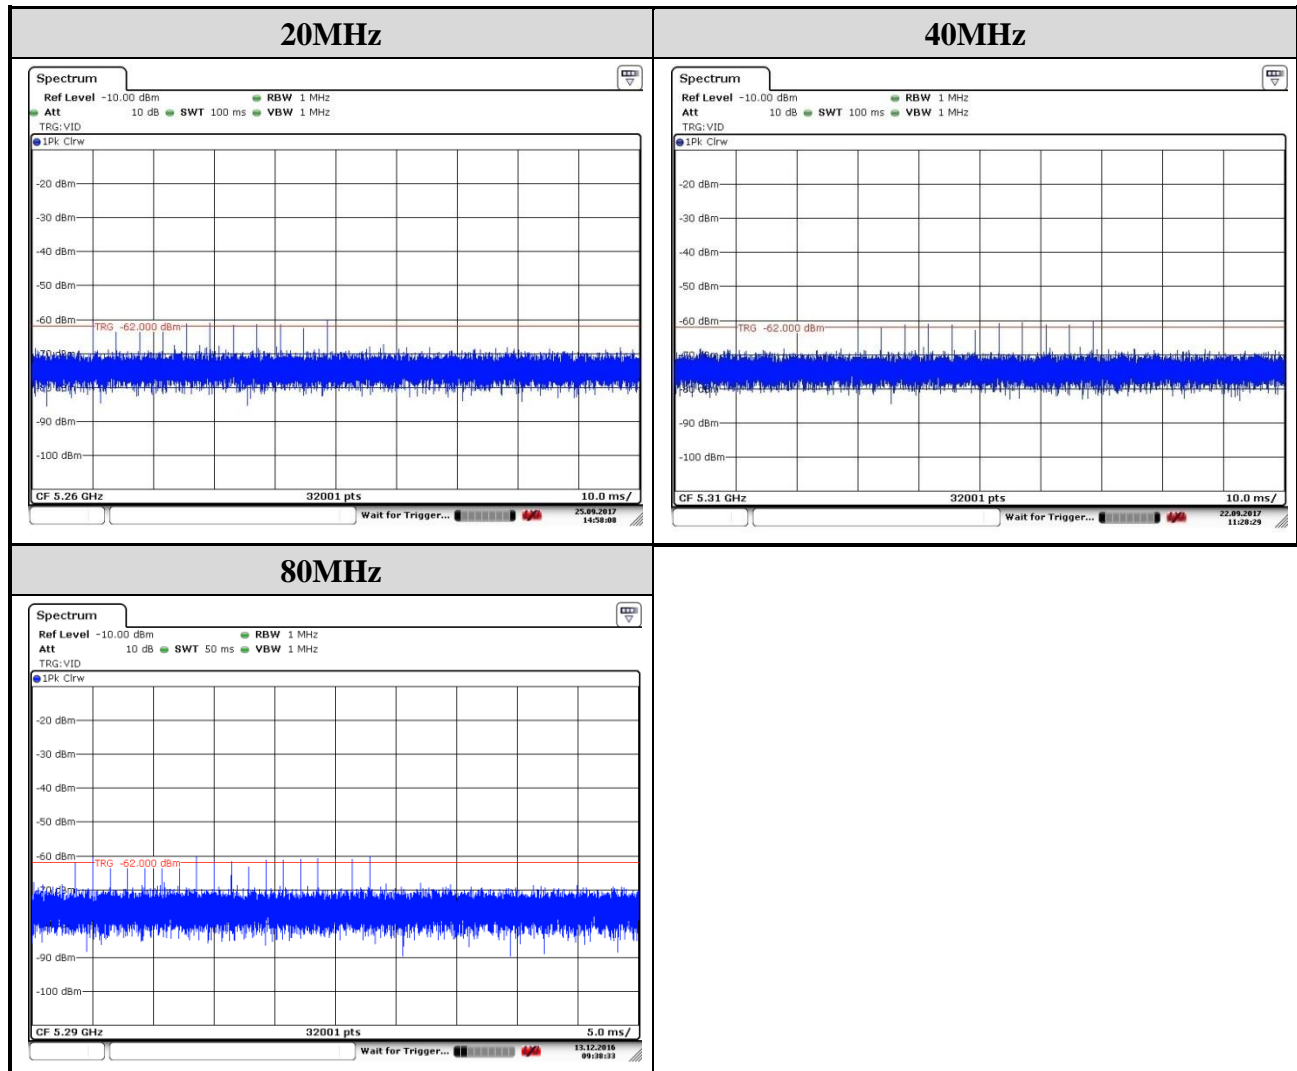 20MHz
40MHz
Spectrum
Ref Level -10.00 dBm RBW 1 MHz
Att 10 dB SWT 100 ms VBW 1 MHz
TRG:VID
1Pk Clrw
-20 dBm
-30 dBm
-40 dBm
-50 dBm
-60 dBm
TRG -62.000 dBm
-90 dBm
-100 dBm
CF 5.26 GHz 32001 pts 10.0 ms/
Wait for Trigger... 25.09.2017
14:58:08
Spectrum
Ref Level -10.00 dBm RBW 1 MHz
Att 10 dB SWT 100 ms VBW 1 MHz
TRG:VID
1Pk Clrw
-20 dBm
-30 dBm
-40 dBm
-50 dBm
-60 dBm
TRG -62.000 dBm
-90 dBm
-100 dBm
CF 5.31 GHz 32001 pts 10.0 ms/
Wait for Trigger... 22.09.2017
11:28:29
80MHz
Spectrum
Ref Level -10.00 dBm RBW 1 MHz
Att 10 dB SWT 50 ms VBW 1 MHz
TRG:VID
1Pk Clrw
-20 dBm
-30 dBm
-40 dBm
-50 dBm
-60 dBm
TRG -62.000 dBm
-90 dBm
-100 dBm
CF 5.29 GHz 32001 pts 5.0 ms/
Wait for Trigger... 13.12.2016
09:38:33